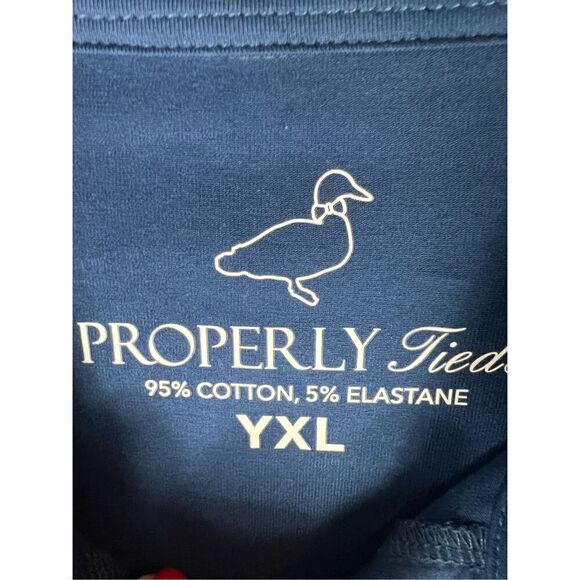 PROPERLY Tied
95% COTTON, 5% ELASTANE
YXL